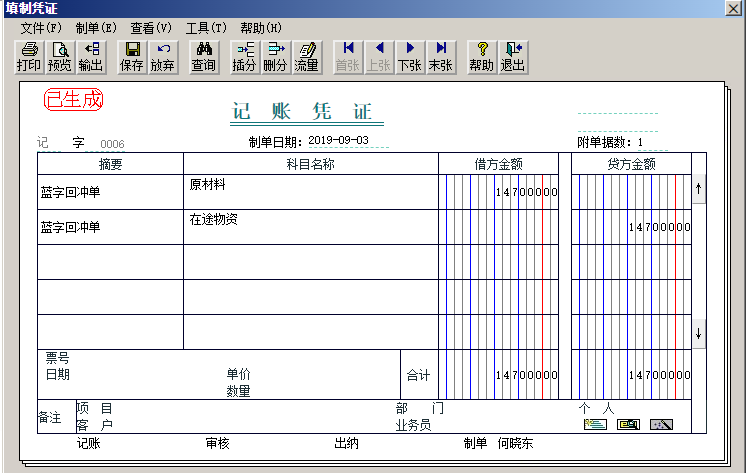 填制凭证
文件(F) 制单(E) 查看(V) 工具(T) 帮助(H)
打印 预览 输出 保存 放弃 查询 插分 删分 流量 首张 上张 下张 末张 帮助 退出
已生成
记 账 凭 证
记 字 0006 制单日期: 2019-09-03 附单据数: 1
摘要 科目名称 借方金额 贷方金额
蓝字回冲单 原材料 14700000
蓝字回冲单 在途物资 14700000
票号
日期 单价 合计 14700000 14700000
数量
备注 项 目 部 门 个 人
客 户 业务员
记账 审核 出纳 制单 何晓东